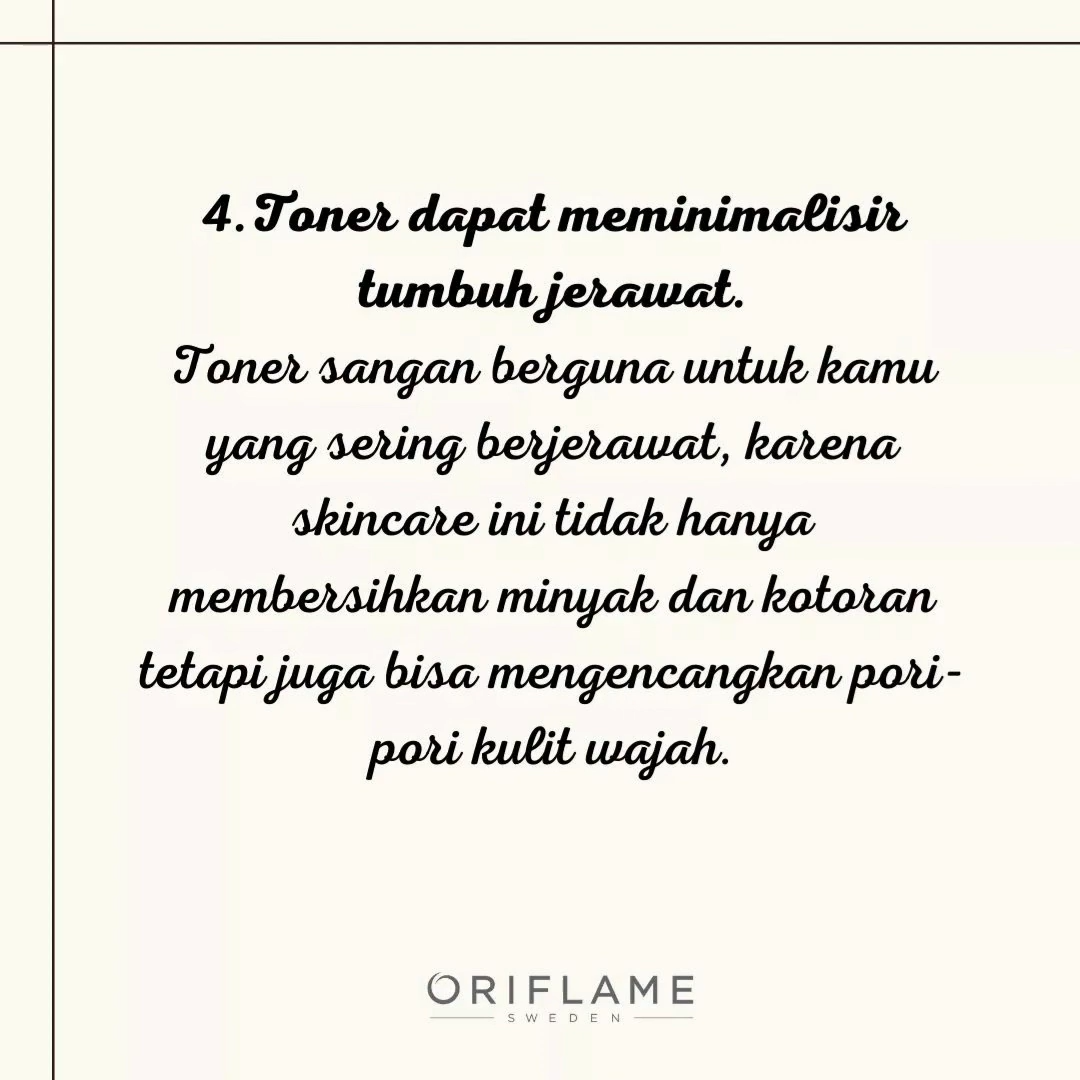 4. Toner dapat meminimalisir
tumbuh jerawat.
Toner sangan berguna untuk kamu
yang sering berjerawat, karena
skincare ini tidak hanya
membersihkan minyak dan kotoran
tetapi juga bisa mengencangkan pori-
pori kulit wajah.
ORIFLAME
SWEDEN